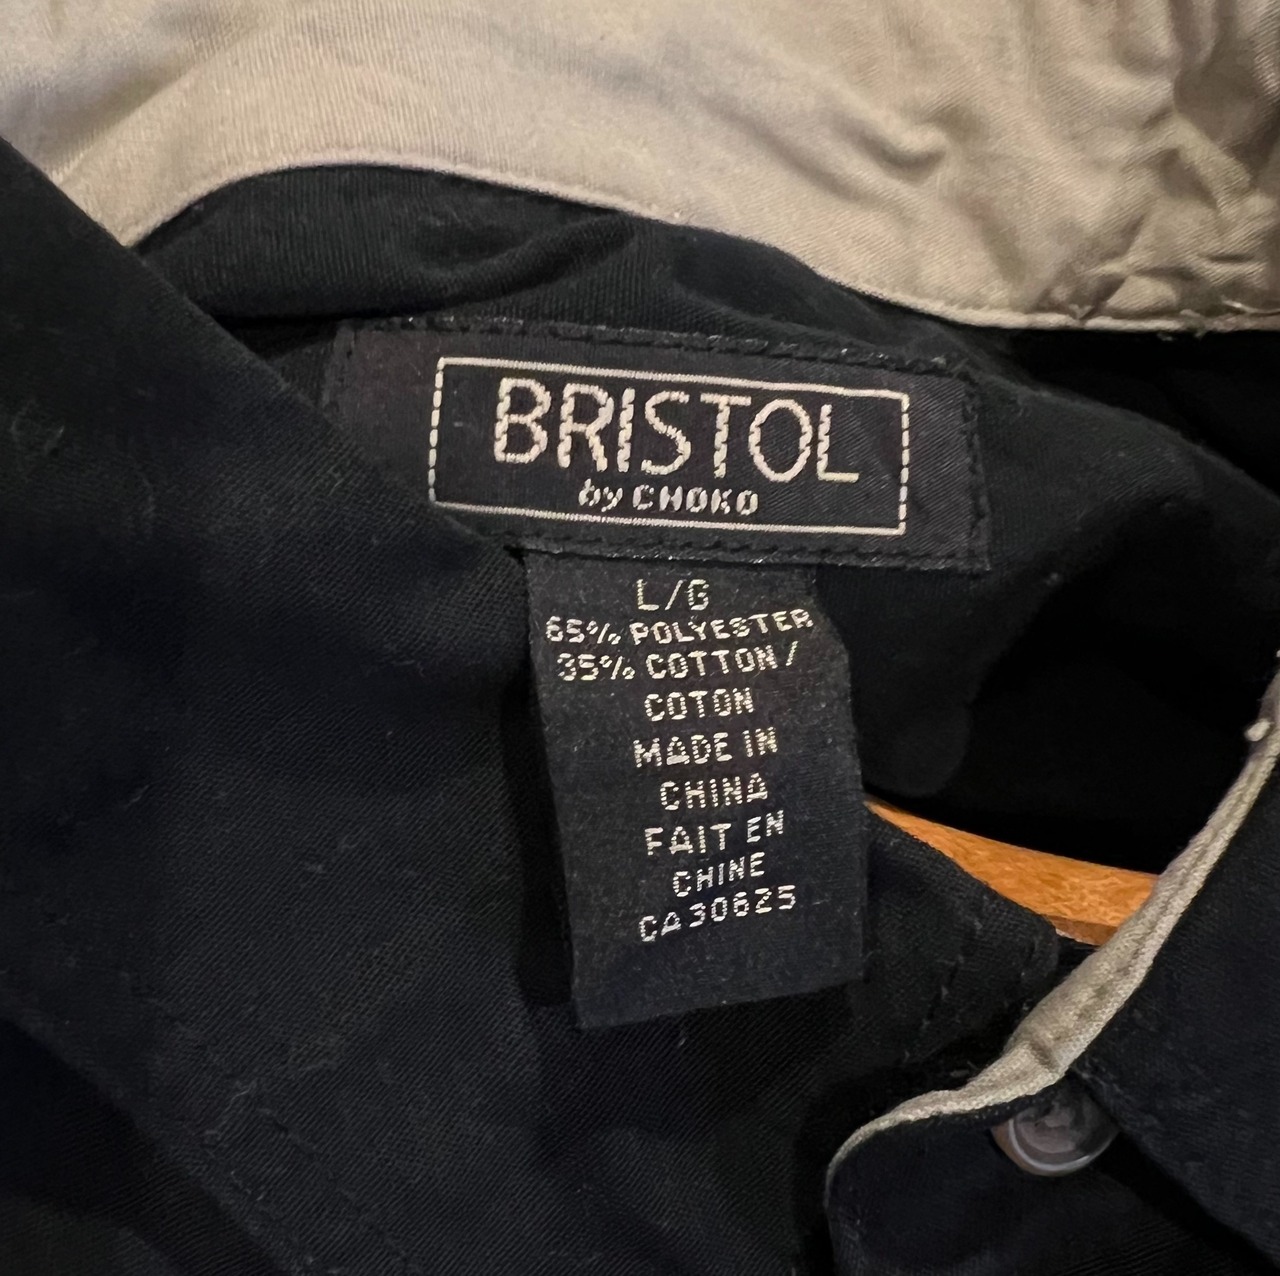 BRISTOL
by CHOKO
L/G
65% POLYESTER
35% COTTON/
COTON
MADE IN
CHINA
FAIT EN
CHINE
CA30625